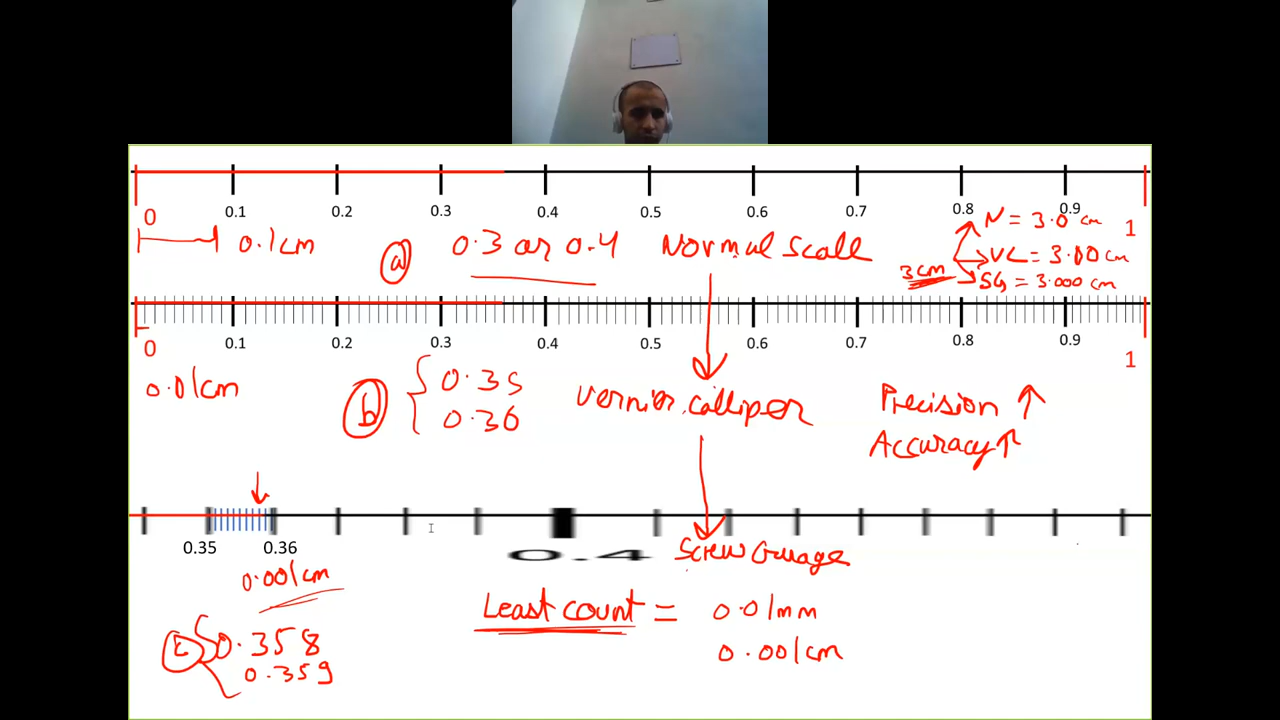 0 0.1 0.2 0.3 0.4 0.5 0.6 0.7 0.8 0.9 1
N = 3.0 cm
3cm VC = 3.00 cm
SG = 3.000 cm
0.1cm (a) 0.3 or 0.4 Normal Scall
0 0.1 0.2 0.3 0.4 0.5 0.6 0.7 0.8 0.9 1
0.01cm
(b) 0.35
0.36
Vernier calliper
Precision ↑
Accuracy ↑
0.35 0.36 0.4
0.001cm
Screw Guage
Least count = 0.01mm
0.001cm
(c) 0.358
0.359